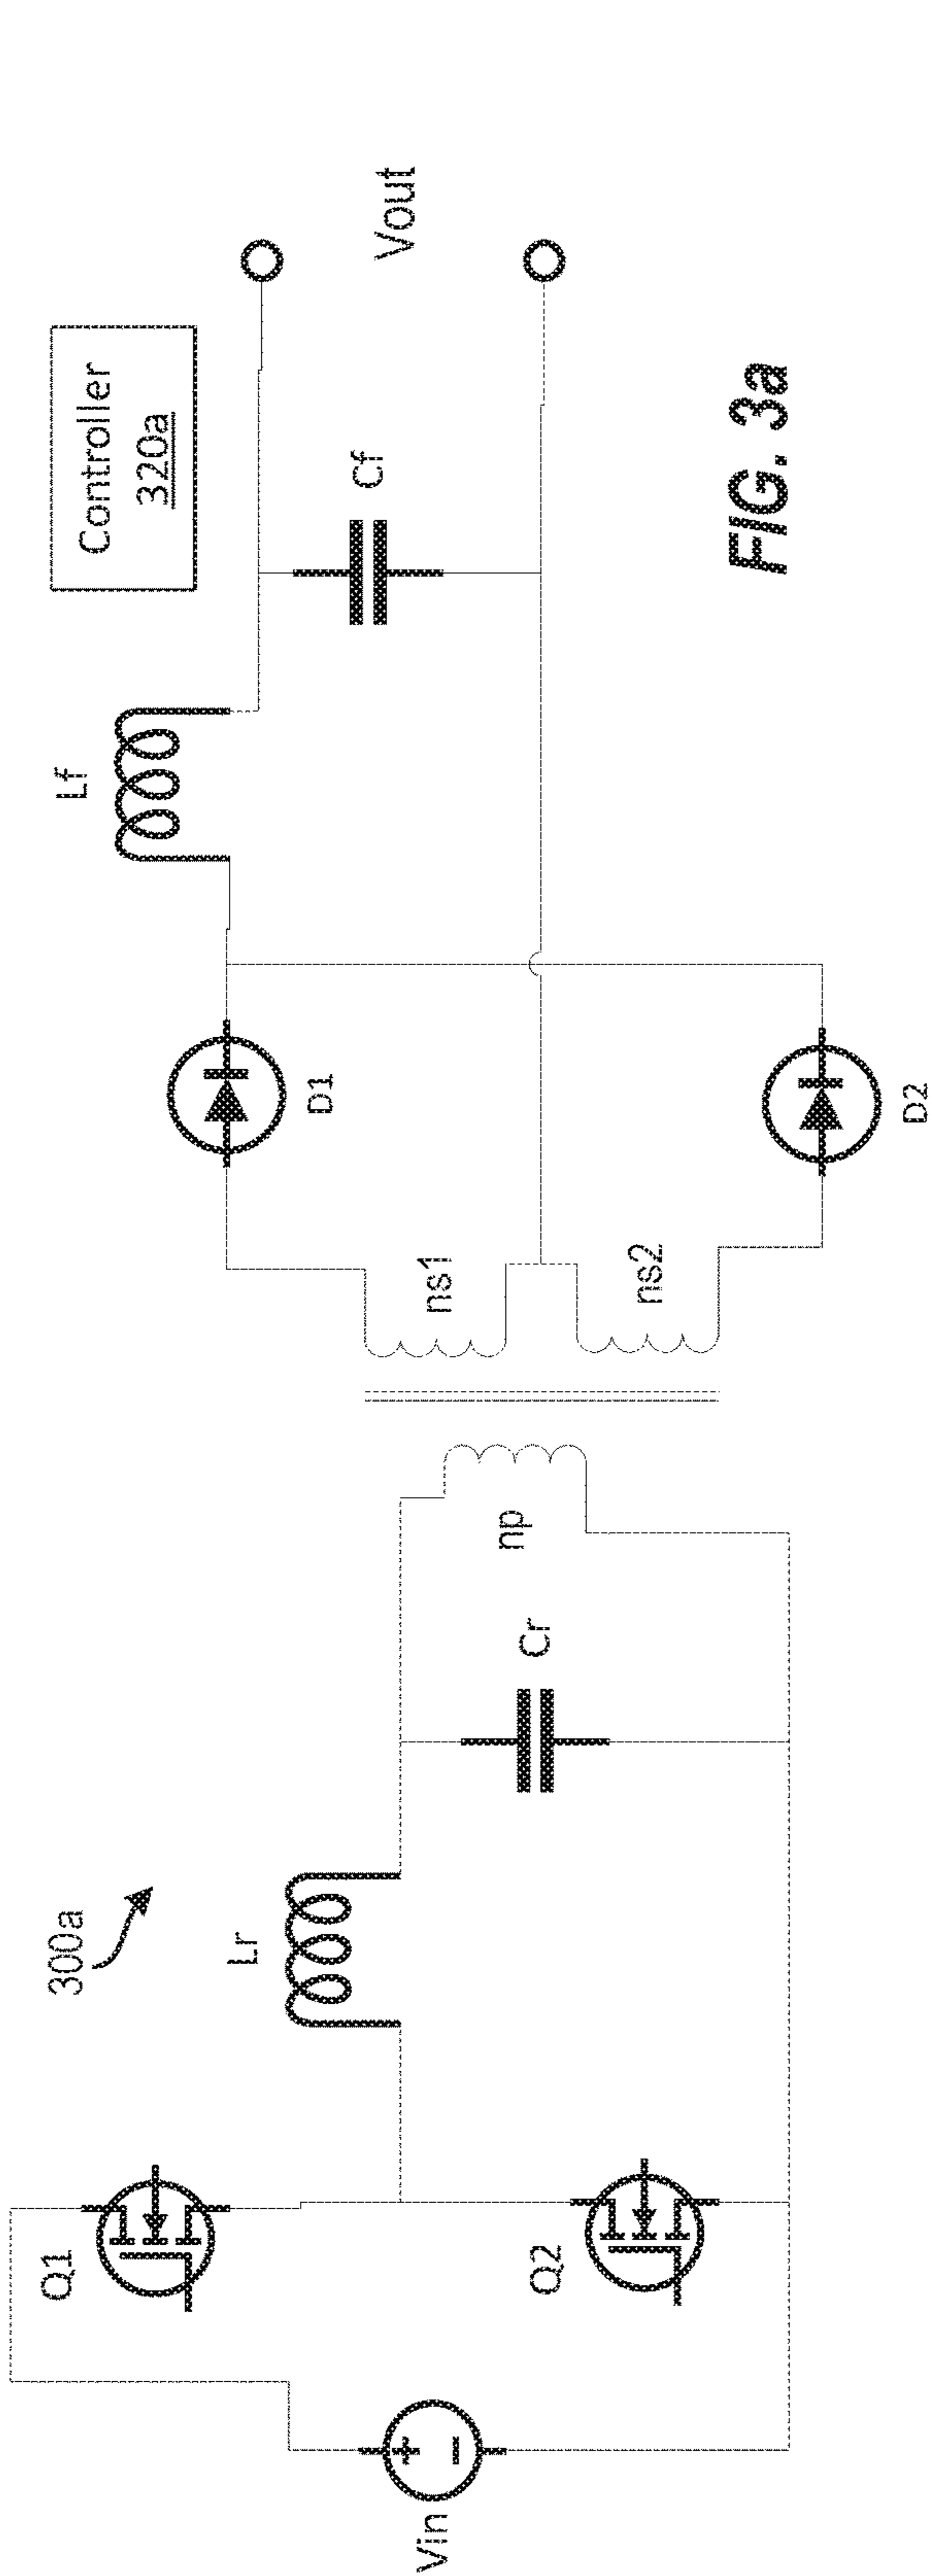 Controller
320a
300a
Lf
Vout
Q1
Lr
Cf
D1
ns1
Cr
np
Vin
+
−
Q2
ns2
D2
FIG. 3a